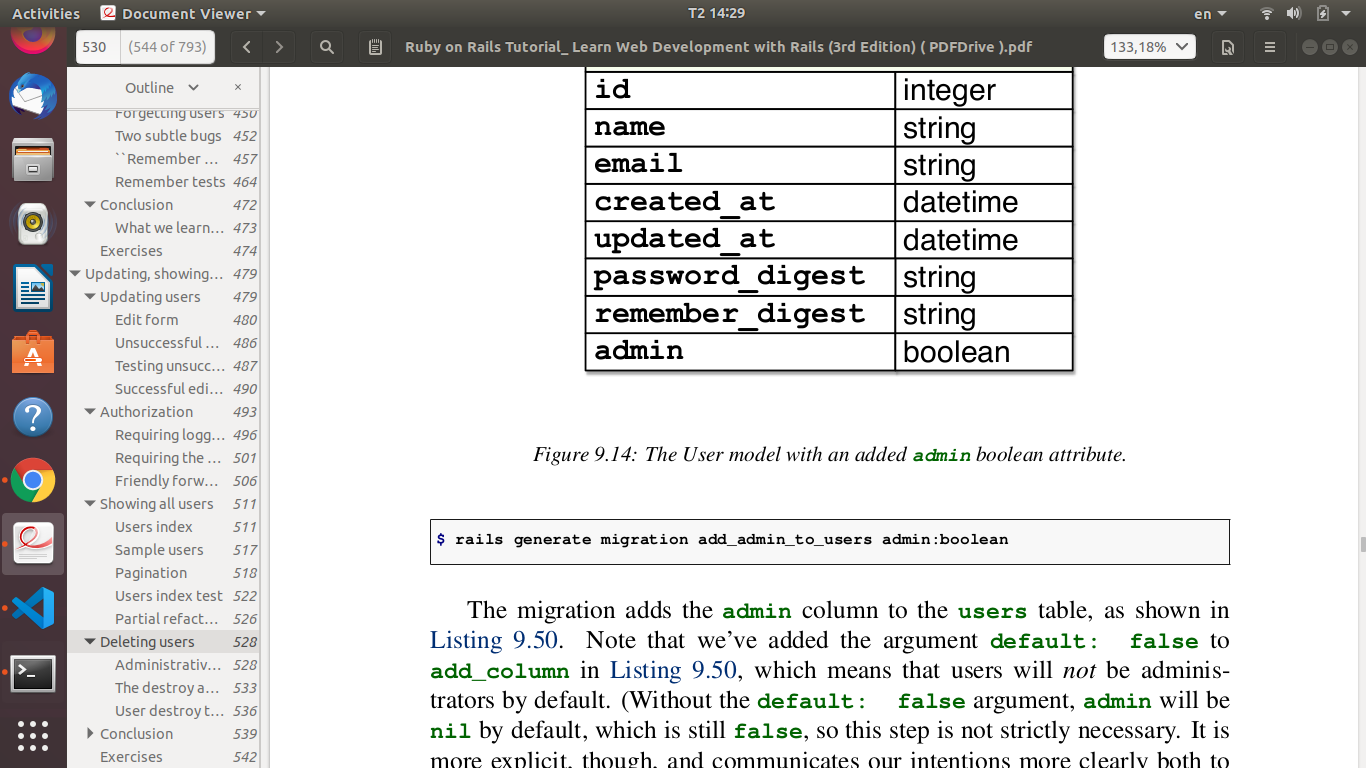 Activities Document Viewer T2 14:29 en
530 (544 of 793) Ruby on Rails Tutorial_ Learn Web Development with Rails (3rd Edition) ( PDFDrive ).pdf 133,18%
Outline ×
Forgetting users 450
Two subtle bugs 452
``Remember … 457
Remember tests 464
Conclusion 472
What we learn… 473
Exercises 474
Updating, showing… 479
Updating users 479
Edit form 480
Unsuccessful … 486
Testing unsucc… 487
Successful edi… 490
Authorization 493
Requiring logg… 496
Requiring the … 501
Friendly forw… 506
Showing all users 511
Users index 511
Sample users 517
Pagination 518
Users index test 522
Partial refact… 526
Deleting users 528
Administrativ… 528
The destroy a… 533
User destroy t… 536
Conclusion 539
Exercises 542
id integer
name string
email string
created_at datetime
updated_at datetime
password_digest string
remember_digest string
admin boolean
Figure 9.14: The User model with an added admin boolean attribute.
$ rails generate migration add_admin_to_users admin:boolean
The migration adds the admin column to the users table, as shown in
Listing 9.50. Note that we’ve added the argument default: false to
add_column in Listing 9.50, which means that users will not be adminis-
trators by default. (Without the default: false argument, admin will be
nil by default, which is still false, so this step is not strictly necessary. It is
more explicit, though, and communicates our intentions more clearly both to